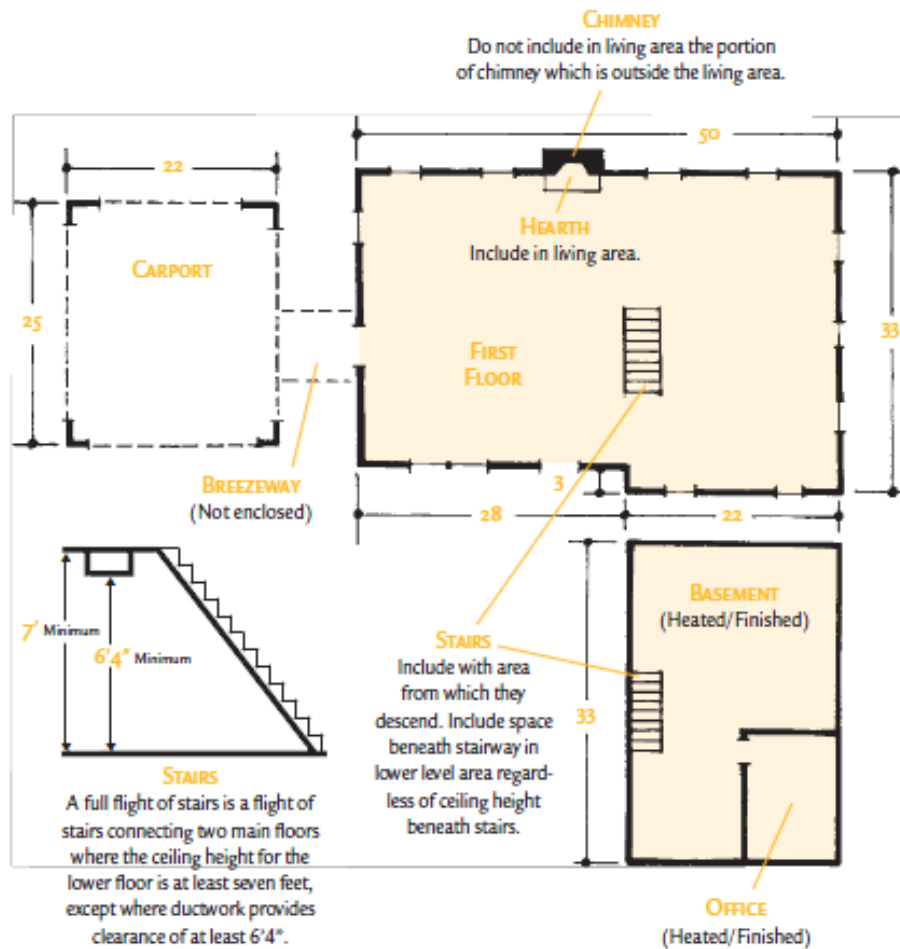 CHIMNEY
Do not include in living area the portion
of chimney which is outside the living area.
50
22
HEARTH
Include in living area.
CARPORT
25
FIRST
FLOOR
33
BREEZEWAY
(Not enclosed)
3
28
22
7' Minimum
6'4" Minimum
STAIRS
A full flight of stairs is a flight of
stairs connecting two main floors
where the ceiling height for the
lower floor is at least seven feet,
except where ductwork provides
clearance of at least 6'4".
STAIRS
Include with area
from which they
descend. Include space
beneath stairway in
lower level area regard-
less of ceiling height
beneath stairs.
33
BASEMENT
(Heated/Finished)
OFFICE
(Heated/Finished)